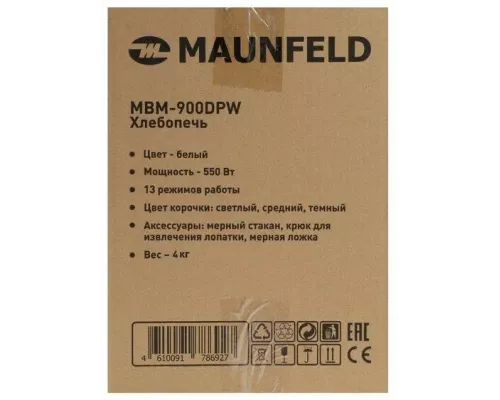 MAUNFELD
MBM-900DPW
Хлебопечь
• Цвет - белый
• Мощность - 550 Вт
• 13 режимов работы
• Цвет корочки: светлый, средний, темный
• Аксессуары: мерный стакан, крюк для
извлечения лопатки, мерная ложка
• Вес – 4 кг
4 610091 786927
EAC
CE